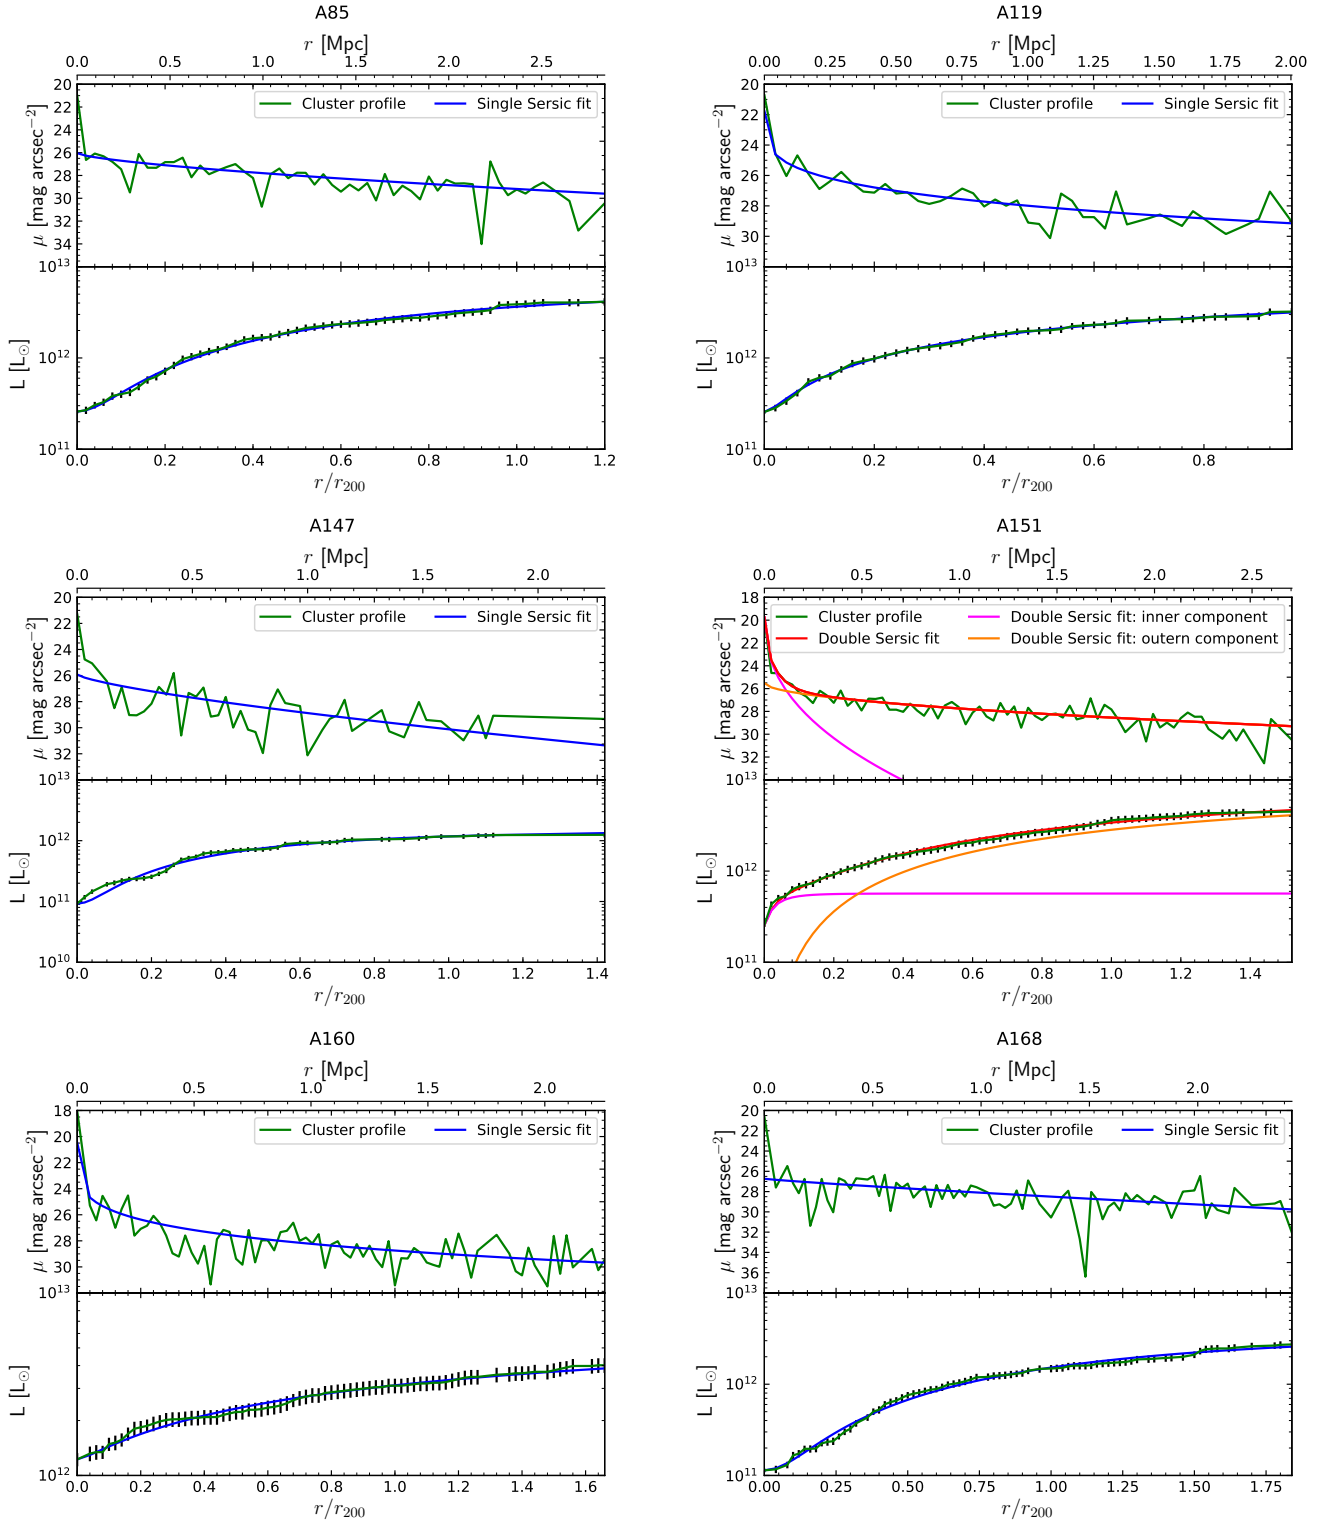 A85
r [Mpc]
0.0 0.5 1.0 1.5 2.0 2.5
Cluster profile Single Sersic fit
μ [mag arcsec⁻²]
20
22
24
26
28
30
32
34
10¹³
L [L☉]
10¹²
10¹¹
0.0 0.2 0.4 0.6 0.8 1.0 1.2
r/r₂₀₀
A119
r [Mpc]
0.00 0.25 0.50 0.75 1.00 1.25 1.50 1.75 2.00
Cluster profile Single Sersic fit
μ [mag arcsec⁻²]
20
22
24
26
28
30
10¹³
L [L☉]
10¹²
10¹¹
0.0 0.2 0.4 0.6 0.8
r/r₂₀₀
A147
r [Mpc]
0.0 0.5 1.0 1.5 2.0
Cluster profile Single Sersic fit
μ [mag arcsec⁻²]
20
22
24
26
28
30
32
10¹³
L [L☉]
10¹²
10¹¹
10¹⁰
0.0 0.2 0.4 0.6 0.8 1.0 1.2 1.4
r/r₂₀₀
A151
r [Mpc]
0.0 0.5 1.0 1.5 2.0 2.5
Cluster profile Double Sersic fit: inner component
Double Sersic fit Double Sersic fit: outern component
μ [mag arcsec⁻²]
18
20
22
24
26
28
30
32
10¹³
L [L☉]
10¹²
10¹¹
0.0 0.2 0.4 0.6 0.8 1.0 1.2 1.4
r/r₂₀₀
A160
r [Mpc]
0.0 0.5 1.0 1.5 2.0
Cluster profile Single Sersic fit
μ [mag arcsec⁻²]
18
20
22
24
26
28
30
10¹³
L [L☉]
10¹²
0.0 0.2 0.4 0.6 0.8 1.0 1.2 1.4 1.6
r/r₂₀₀
A168
r [Mpc]
0.0 0.5 1.0 1.5 2.0
Cluster profile Single Sersic fit
μ [mag arcsec⁻²]
20
22
24
26
28
30
32
34
36
10¹³
L [L☉]
10¹²
10¹¹
0.00 0.25 0.50 0.75 1.00 1.25 1.50 1.75
r/r₂₀₀